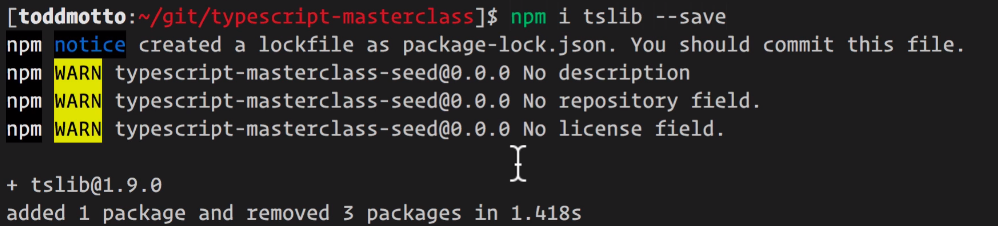 [toddmotto:~/git/typescript-masterclass]$ npm i tslib --save
npm notice created a lockfile as package-lock.json. You should commit this file.
npm WARN typescript-masterclass-seed@0.0.0 No description
npm WARN typescript-masterclass-seed@0.0.0 No repository field.
npm WARN typescript-masterclass-seed@0.0.0 No license field.
+ tslib@1.9.0
added 1 package and removed 3 packages in 1.418s